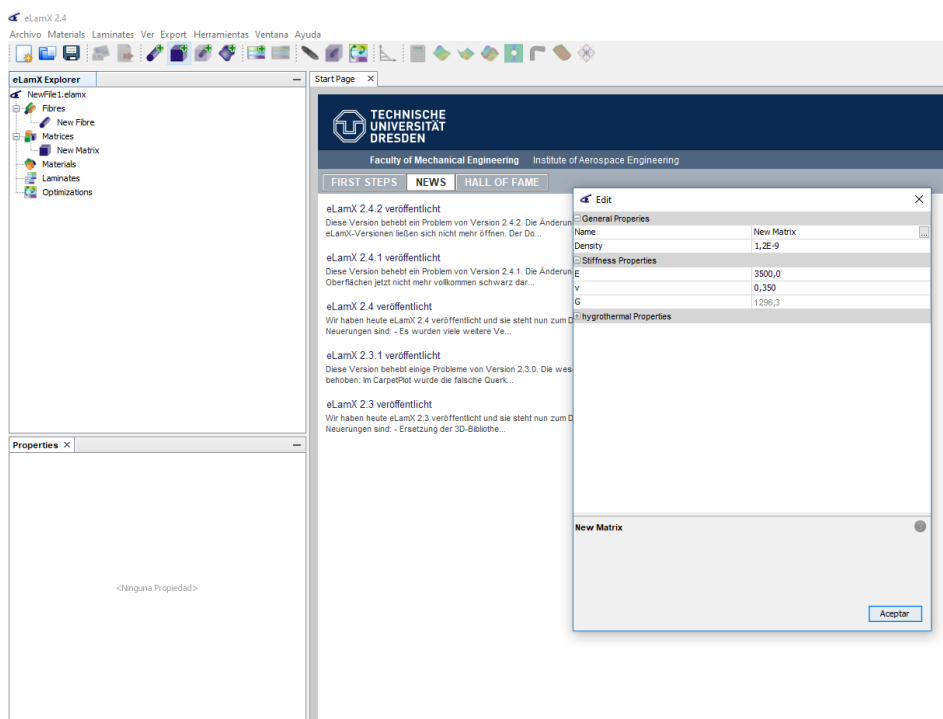 eLamX 2.4
Archivo Materials Laminates Ver Export Herramientas Ventana Ayuda
eLamX Explorer
NewFile1.elamx
Fibres
New Fibre
Matrices
New Matrix
Materials
Laminates
Optimizations
Properties
<Ninguna Propiedad>
Start Page
TECHNISCHE
UNIVERSITÄT
DRESDEN
Faculty of Mechanical Engineering Institute of Aerospace Engineering
FIRST STEPS NEWS HALL OF FAME
eLamX 2.4.2 veröffentlicht
Diese Version behebt ein Problem von Version 2.4.2. Die Änderun
eLamX-Versionen ließen sich nicht mehr öffnen. Der Do...
eLamX 2.4.1 veröffentlicht
Diese Version behebt ein Problem von Version 2.4.1. Die Änderun
Oberflächen jetzt nicht mehr vollkommen schwarz dar...
eLamX 2.4 veröffentlicht
Wir haben heute eLamX 2.4 veröffentlicht und sie steht nun zum D
Neuerungen sind: - Es wurden viele weitere Ve...
eLamX 2.3.1 veröffentlicht
Diese Version behebt einige Probleme von Version 2.3.0. Die wes
behoben: Im CarpetPlot wurde die falsche Querk...
eLamX 2.3 veröffentlicht
Wir haben heute eLamX 2.3 veröffentlicht und sie steht nun zum D
Neuerungen sind: - Ersetzung der 3D-Bibliothe...
Edit
General Properies
Name New Matrix ...
Density 1,2E-9
Stiffness Properties
E 3500,0
ν 0,350
G 1296,3
hygrothermal Properties
New Matrix
Aceptar